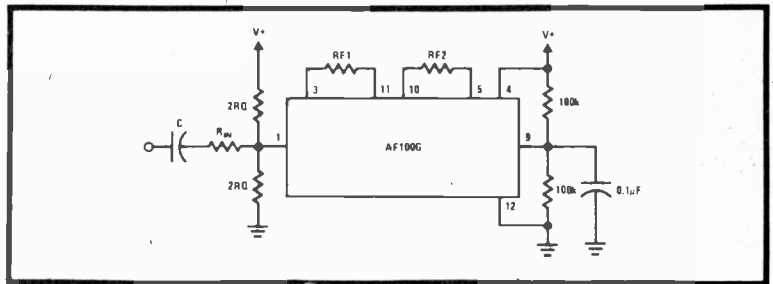 V+
V+
RF1
RF2
3
11
10
5
4
2RQ
100k
C
RIN
1
AF100G
9
2RQ
100k
0.1µF
12